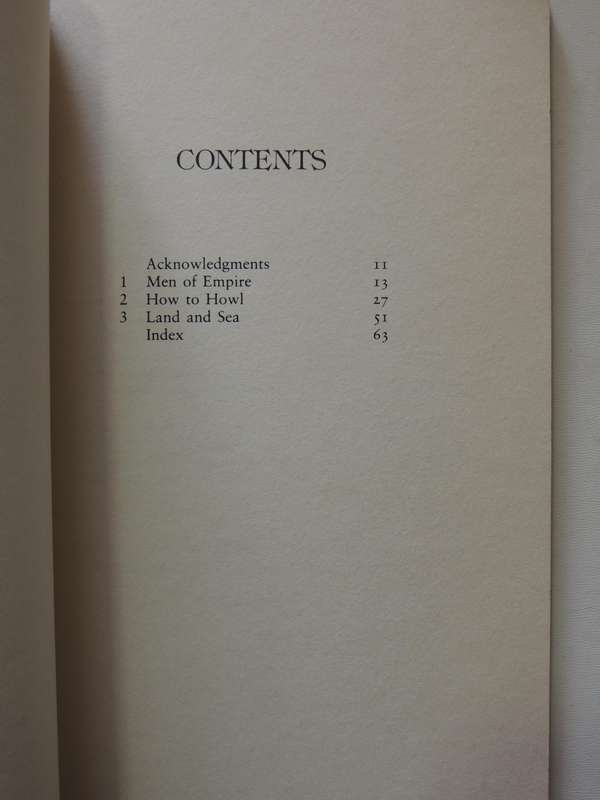 CONTENTS
Acknowledgments 11
1 Men of Empire 13
2 How to Howl 27
3 Land and Sea 51
Index 63